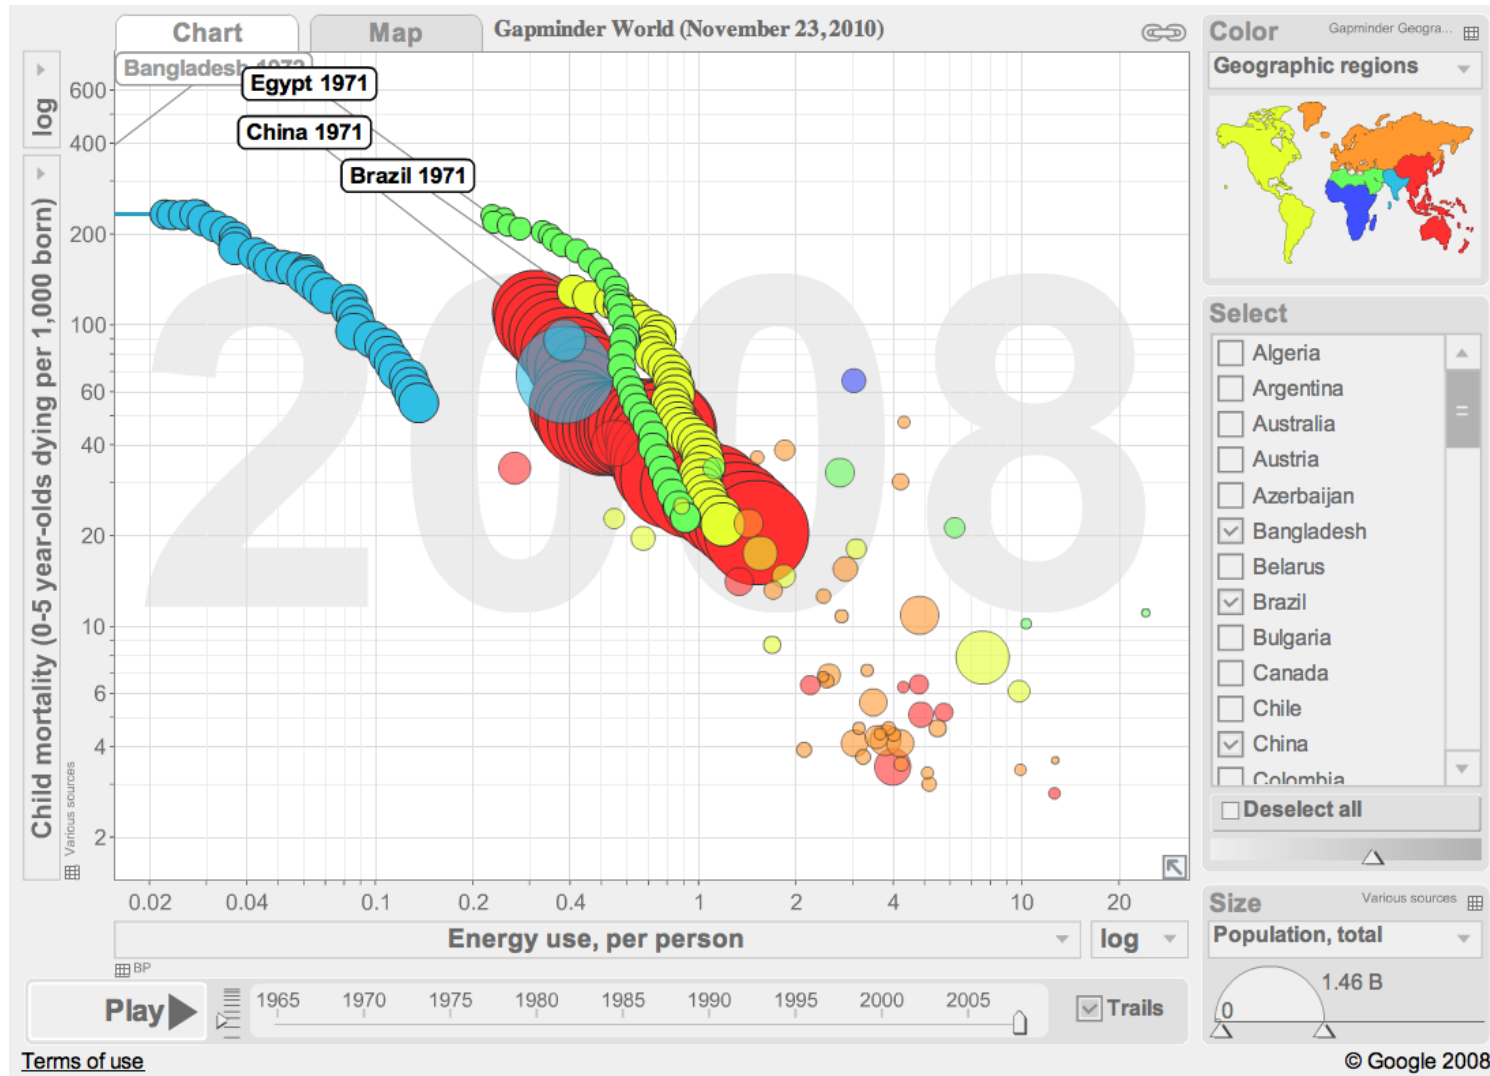 Chart
Map
Gapminder World (November 23, 2010)
Color
Gapminder Geogra...
Geographic regions
Egypt 1971
China 1971
Brazil 1971
log
Child mortality (0-5 year-olds dying per 1,000 born)
Various sources
600
400
200
100
60
40
20
10
6
4
2
2008
0.02 0.04 0.1 0.2 0.4 1 2 4 10 20
Energy use, per person
log
BP
Select
Algeria
Argentina
Australia
Austria
Azerbaijan
Bangladesh
Belarus
Brazil
Bulgaria
Canada
Chile
China
Colombia
Deselect all
Size
Various sources
Population, total
1.46 B
0
Play
1965 1970 1975 1980 1985 1990 1995 2000 2005
Trails
Terms of use
© Google 2008